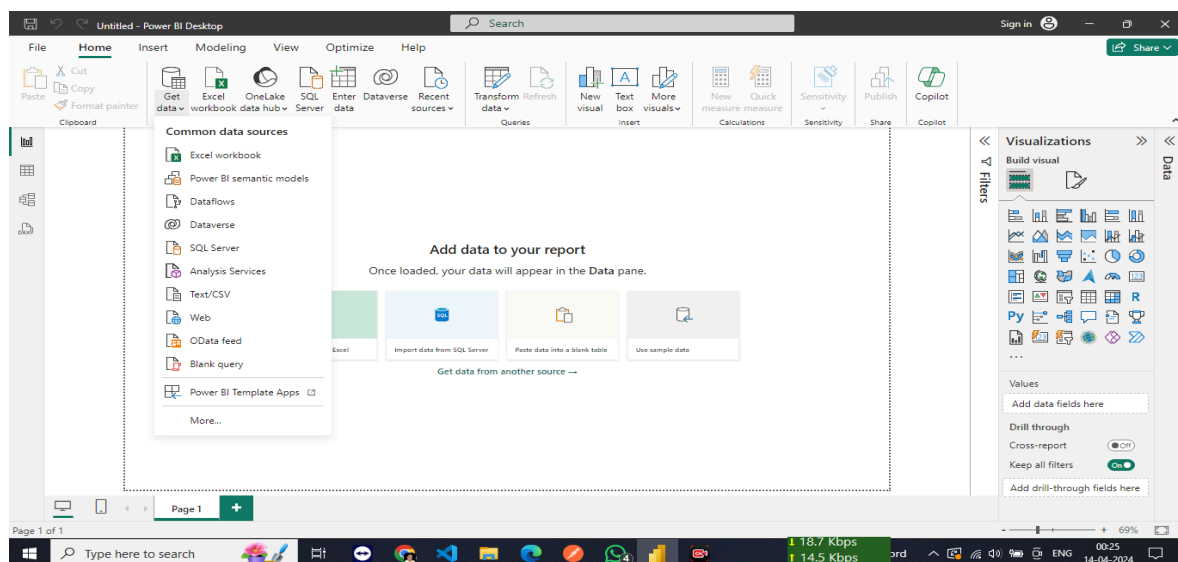 Untitled - Power BI Desktop
Search
Sign in
File Home Insert Modeling View Optimize Help
Share
Paste
Cut
Copy
Format painter
Clipboard
Get data
Excel workbook
OneLake data hub
SQL Server
Enter data
Dataverse
Recent sources
Transform data
Refresh
Queries
New visual
Text box
More visuals
Insert
New measure
Quick measure
Calculations
Sensitivity
Sensitivity
Publish
Share
Copilot
Copilot
Common data sources
Excel workbook
Power BI semantic models
Dataflows
Dataverse
SQL Server
Analysis Services
Text/CSV
Web
OData feed
Blank query
Power BI Template Apps
More...
Add data to your report
Once loaded, your data will appear in the Data pane.
SQL
Excel
Import data from SQL Server
Paste data into a blank table
Use sample data
Get data from another source →
Filters
Visualizations
Build visual
123
R
Py
...
Values
Add data fields here
Drill through
Cross-report
Off
Keep all filters
On
Add drill-through fields here
Data
Page 1
Page 1 of 1
- + 69%
Type here to search
4
18.7 Kbps
14.5 Kbps
ord
ENG
00:25
14-04-2024